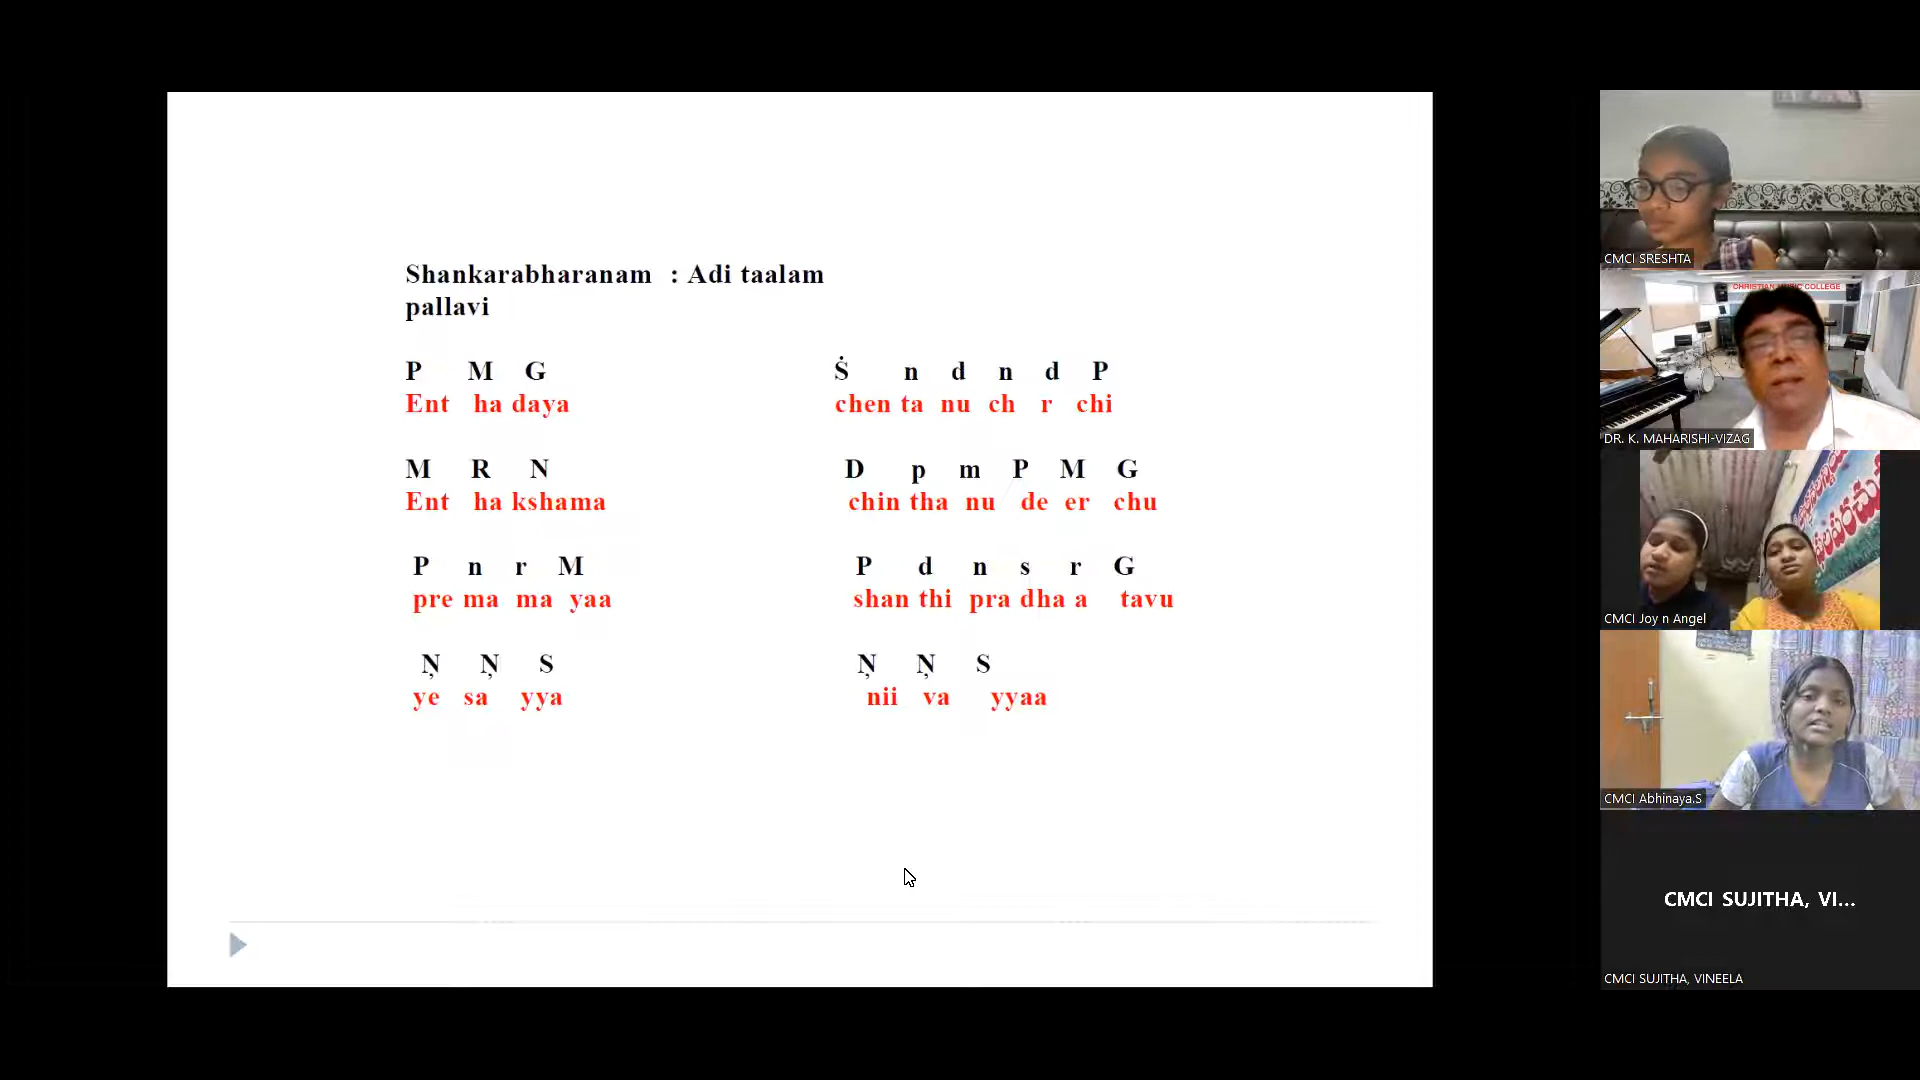 Shankarabharanam : Adi taalam
pallavi
P M G Ṡ n d n d P
Ent ha daya chen ta nu ch r chi
M R N D p m P M G
Ent ha kshama chin tha nu de er chu
P n r M P d n s r G
pre ma ma yaa shan thi pra dha a tavu
Ṇ Ṇ S Ṇ Ṇ S
ye sa yya nii va yyaa
CMCI SRESHTA
CHRISTIAN MUSIC COLLEGE
DR. K. MAHARISHI-VIZAG
CMCI Joy n Angel
CMCI Abhinaya.S
CMCI SUJITHA, VI...
CMCI SUJITHA, VINEELA